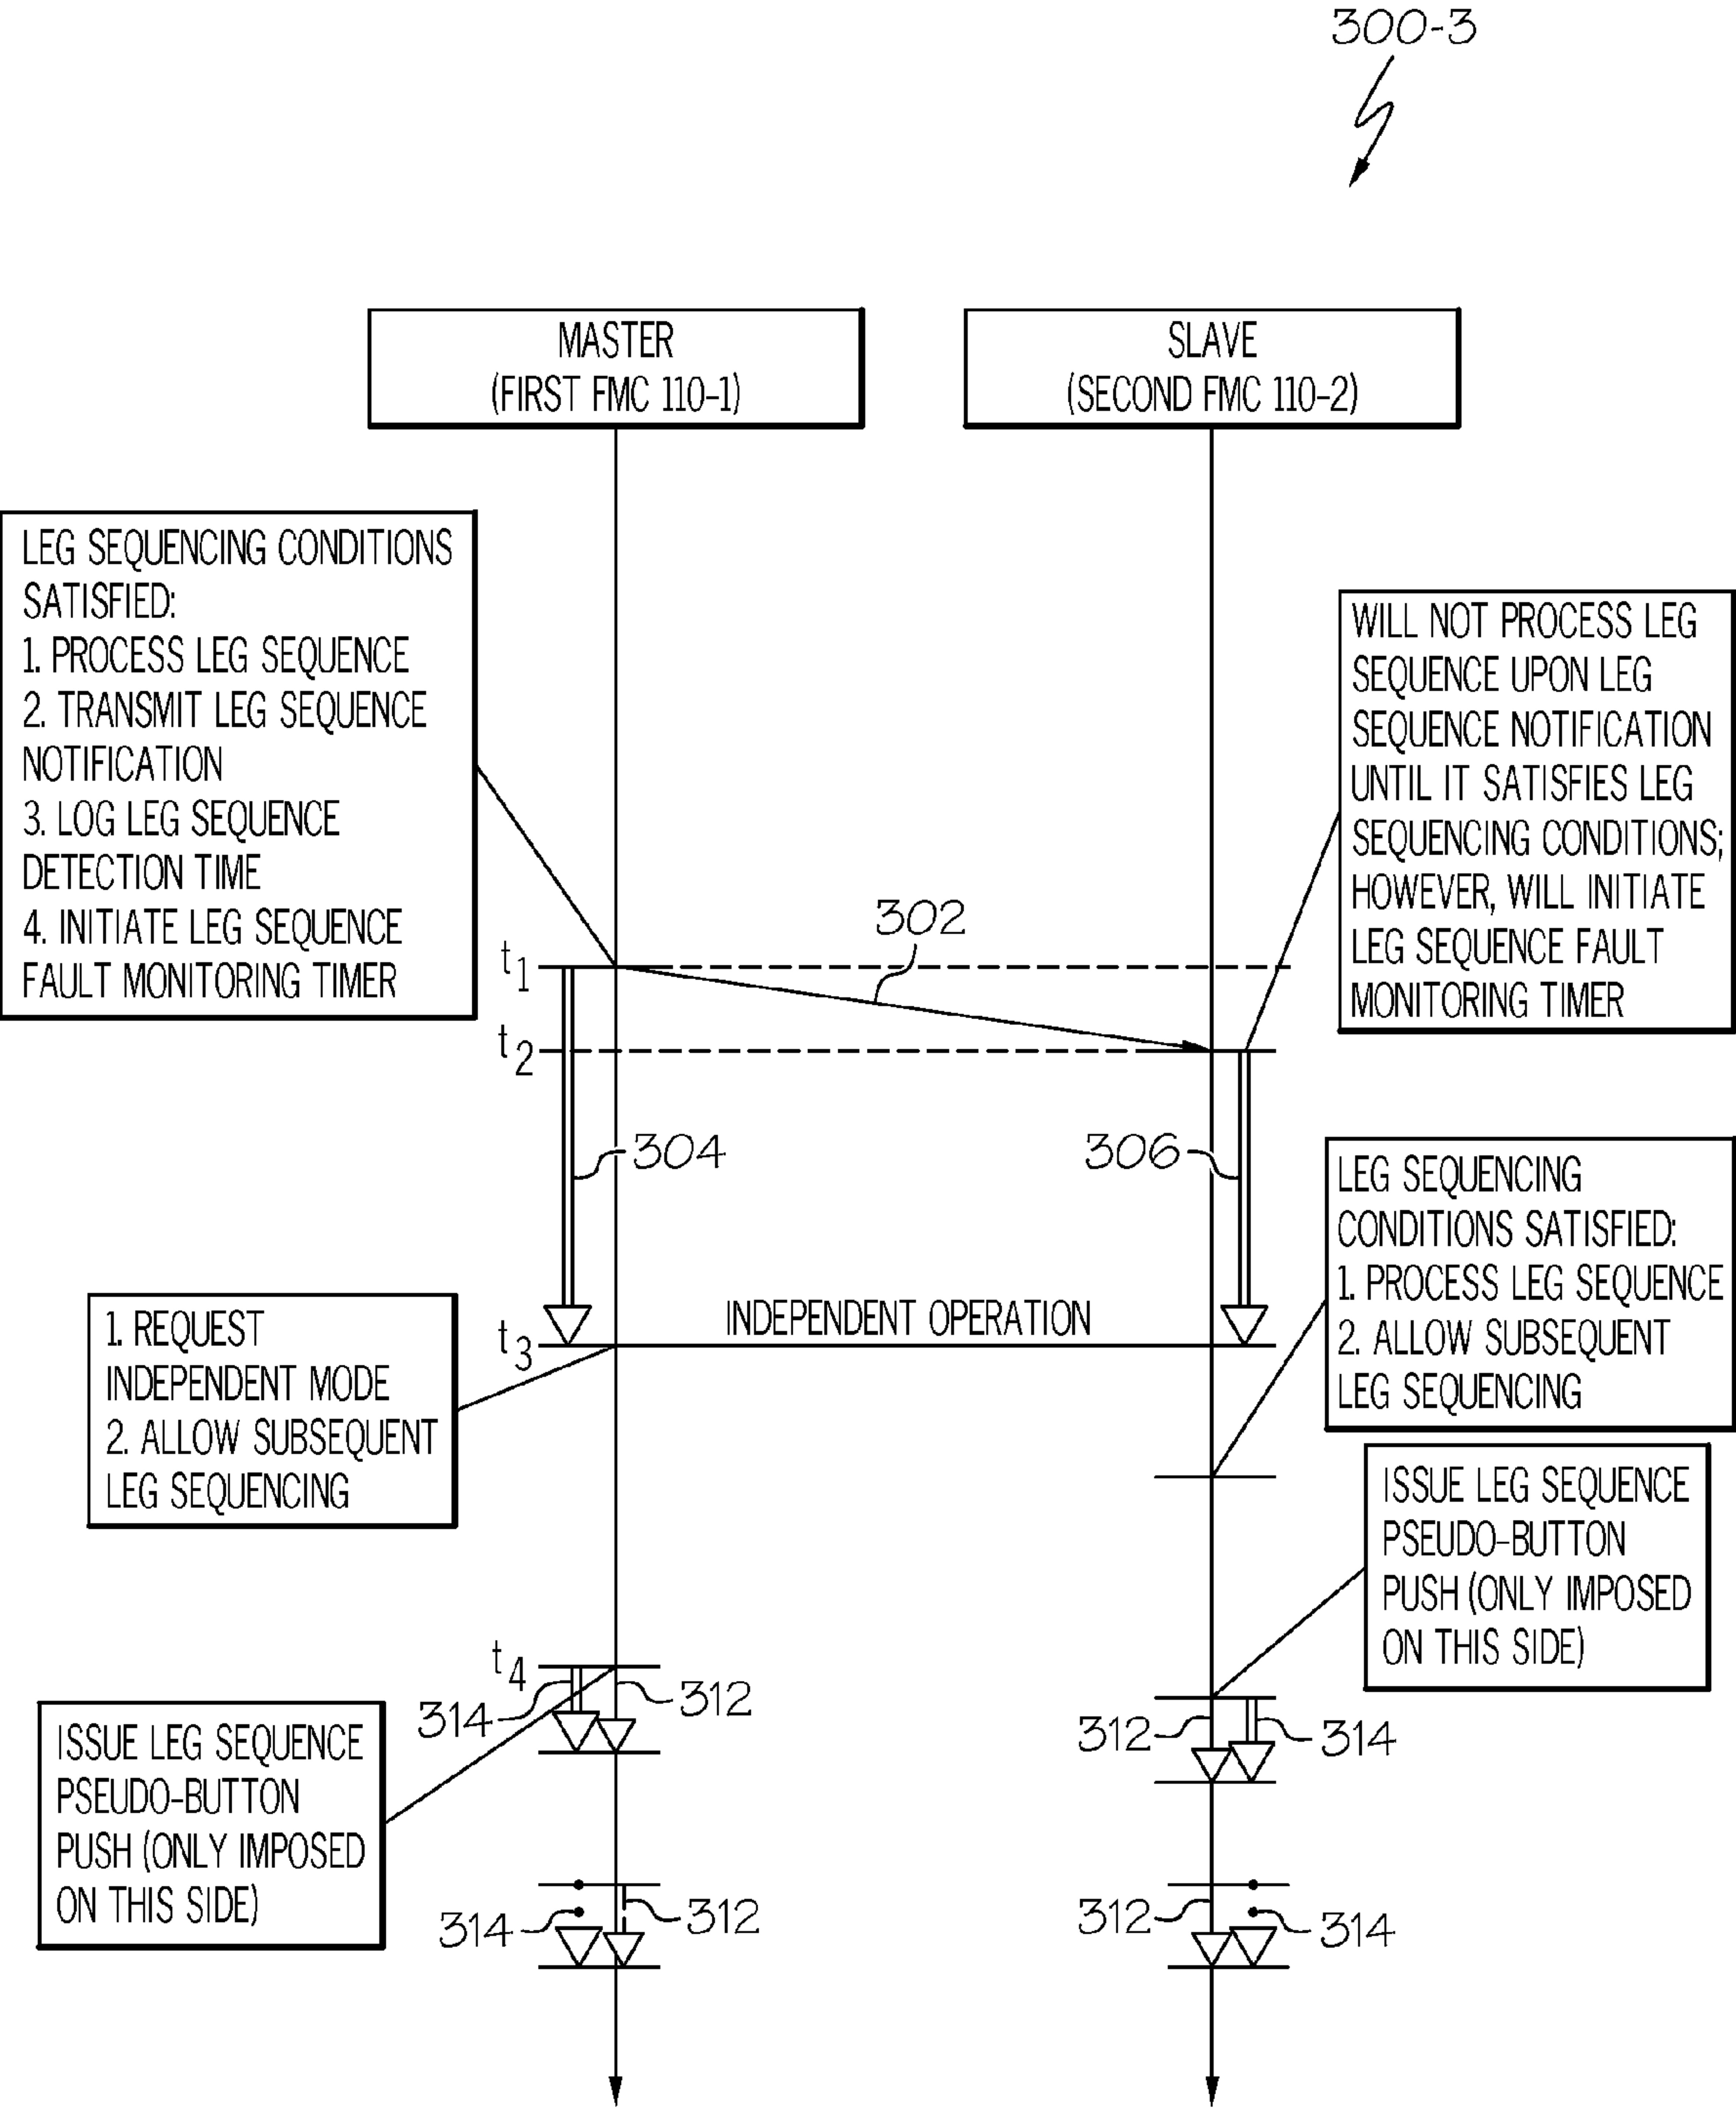 300-3
MASTER
(FIRST FMC 110-1)
SLAVE
(SECOND FMC 110-2)
LEG SEQUENCING CONDITIONS
SATISFIED:
1. PROCESS LEG SEQUENCE
2. TRANSMIT LEG SEQUENCE
NOTIFICATION
3. LOG LEG SEQUENCE
DETECTION TIME
4. INITIATE LEG SEQUENCE
FAULT MONITORING TIMER
WILL NOT PROCESS LEG
SEQUENCE UPON LEG
SEQUENCE NOTIFICATION
UNTIL IT SATISFIES LEG
SEQUENCING CONDITIONS;
HOWEVER, WILL INITIATE
LEG SEQUENCE FAULT
MONITORING TIMER
302
t1
t2
304
306
LEG SEQUENCING
CONDITIONS SATISFIED:
1. PROCESS LEG SEQUENCE
2. ALLOW SUBSEQUENT
LEG SEQUENCING
INDEPENDENT OPERATION
t3
1. REQUEST
INDEPENDENT MODE
2. ALLOW SUBSEQUENT
LEG SEQUENCING
ISSUE LEG SEQUENCE
PSEUDO-BUTTON
PUSH (ONLY IMPOSED
ON THIS SIDE)
t4
314
312
312
314
ISSUE LEG SEQUENCE
PSEUDO-BUTTON
PUSH (ONLY IMPOSED
ON THIS SIDE)
314
312
312
314